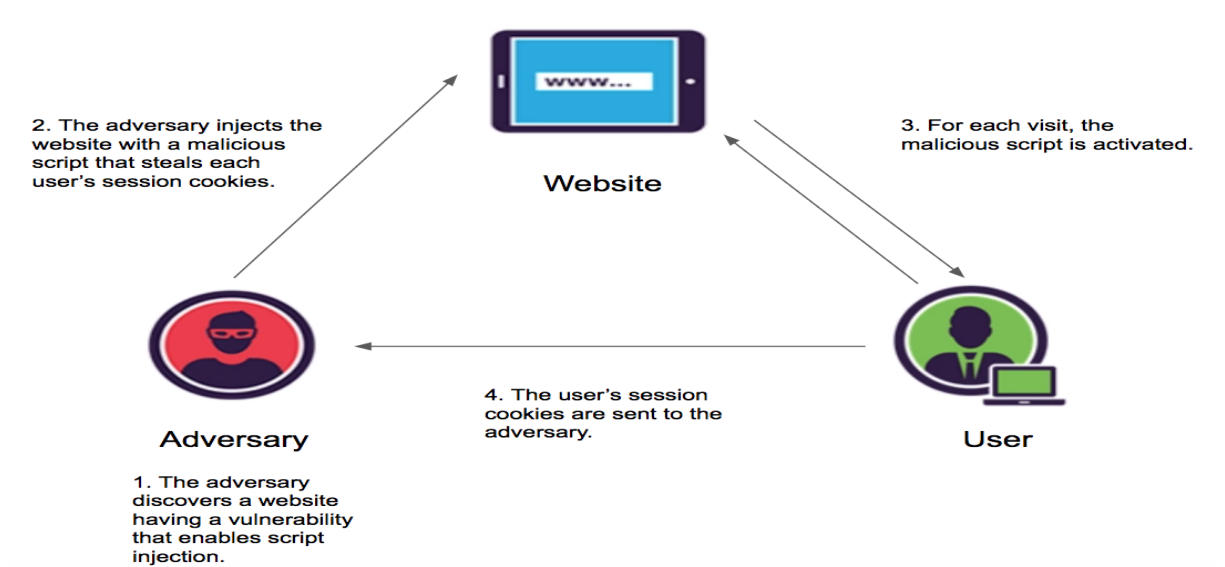 www...
2. The adversary injects the
website with a malicious
script that steals each
user's session cookies.
3. For each visit, the
malicious script is activated.
Website
4. The user's session
cookies are sent to the
adversary.
Adversary
User
1. The adversary
discovers a website
having a vulnerability
that enables script
injection.